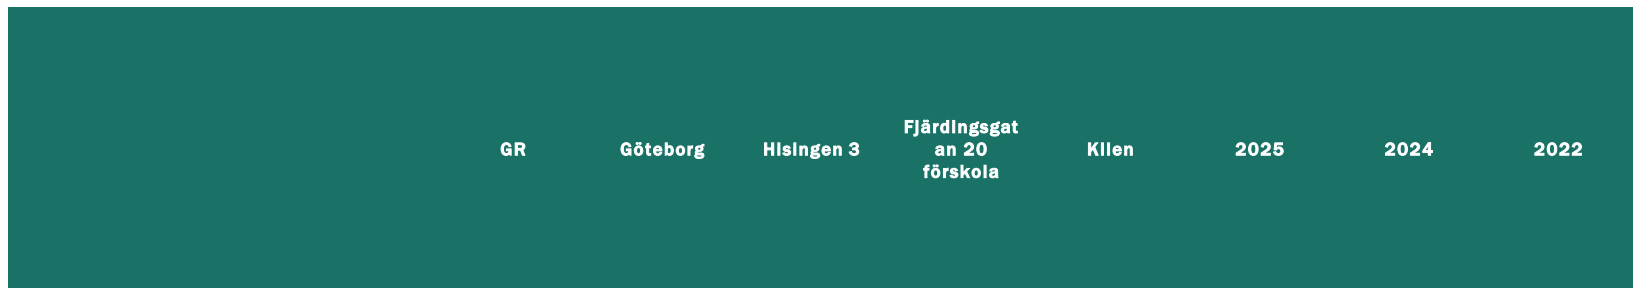 GR Göteborg Hisingen 3 Fjärdingsgat
an 20
förskola Kilen 2025 2024 2022